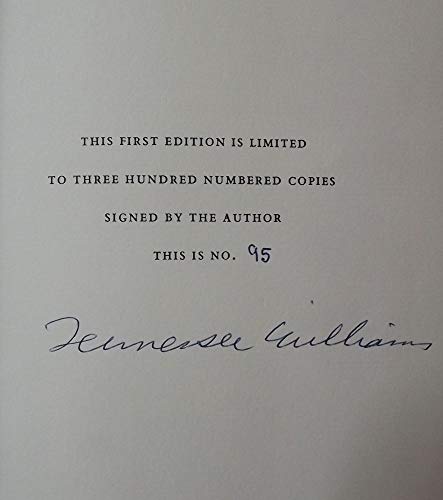 THIS FIRST EDITION IS LIMITED
TO THREE HUNDRED NUMBERED COPIES
SIGNED BY THE AUTHOR
THIS IS NO. 95
Tennessee Williams